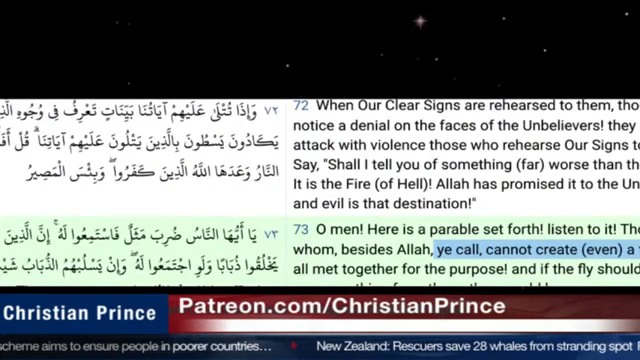 ٧٢ وَإِذَا تُتْلَىٰ عَلَيْهِمْ آيَاتُنَا بَيِّنَاتٍ تَعْرِفُ فِي وُجُوهِ
يَكَادُونَ يَسْطُونَ بِالَّذِينَ يَتْلُونَ عَلَيْهِمْ آيَاتِنَا ۗ قُلْ
النَّارُ وَعَدَهَا اللَّهُ الَّذِينَ كَفَرُوا ۖ وَبِئْسَ الْمَصِيرُ
72 When Our Clear Signs are rehearsed to them,
notice a denial on the faces of the Unbelievers! they
attack with violence those who rehearse Our Signs
Say, "Shall I tell you of something (far) worse
It is the Fire (of Hell)! Allah has promised it to the
and evil is that destination!"
٧٣ يَا أَيُّهَا النَّاسُ ضُرِبَ مَثَلٌ فَاسْتَمِعُوا لَهُ ۚ إِنَّ الَّذِينَ
يَخْلُقُوا ذُبَابًا وَلَوِ اجْتَمَعُوا لَهُ ۖ وَإِنْ يَسْلُبْهُمُ الذُّبَابُ
73 O men! Here is a parable set forth! listen to it!
whom, besides Allah, ye call, cannot create (even) a
all met together for the purpose! and if the fly
Christian Prince
Patreon.com/ChristianPrince
scheme aims to ensure people in poorer countries…
New Zealand: Rescuers save 28 whales from stranding spot